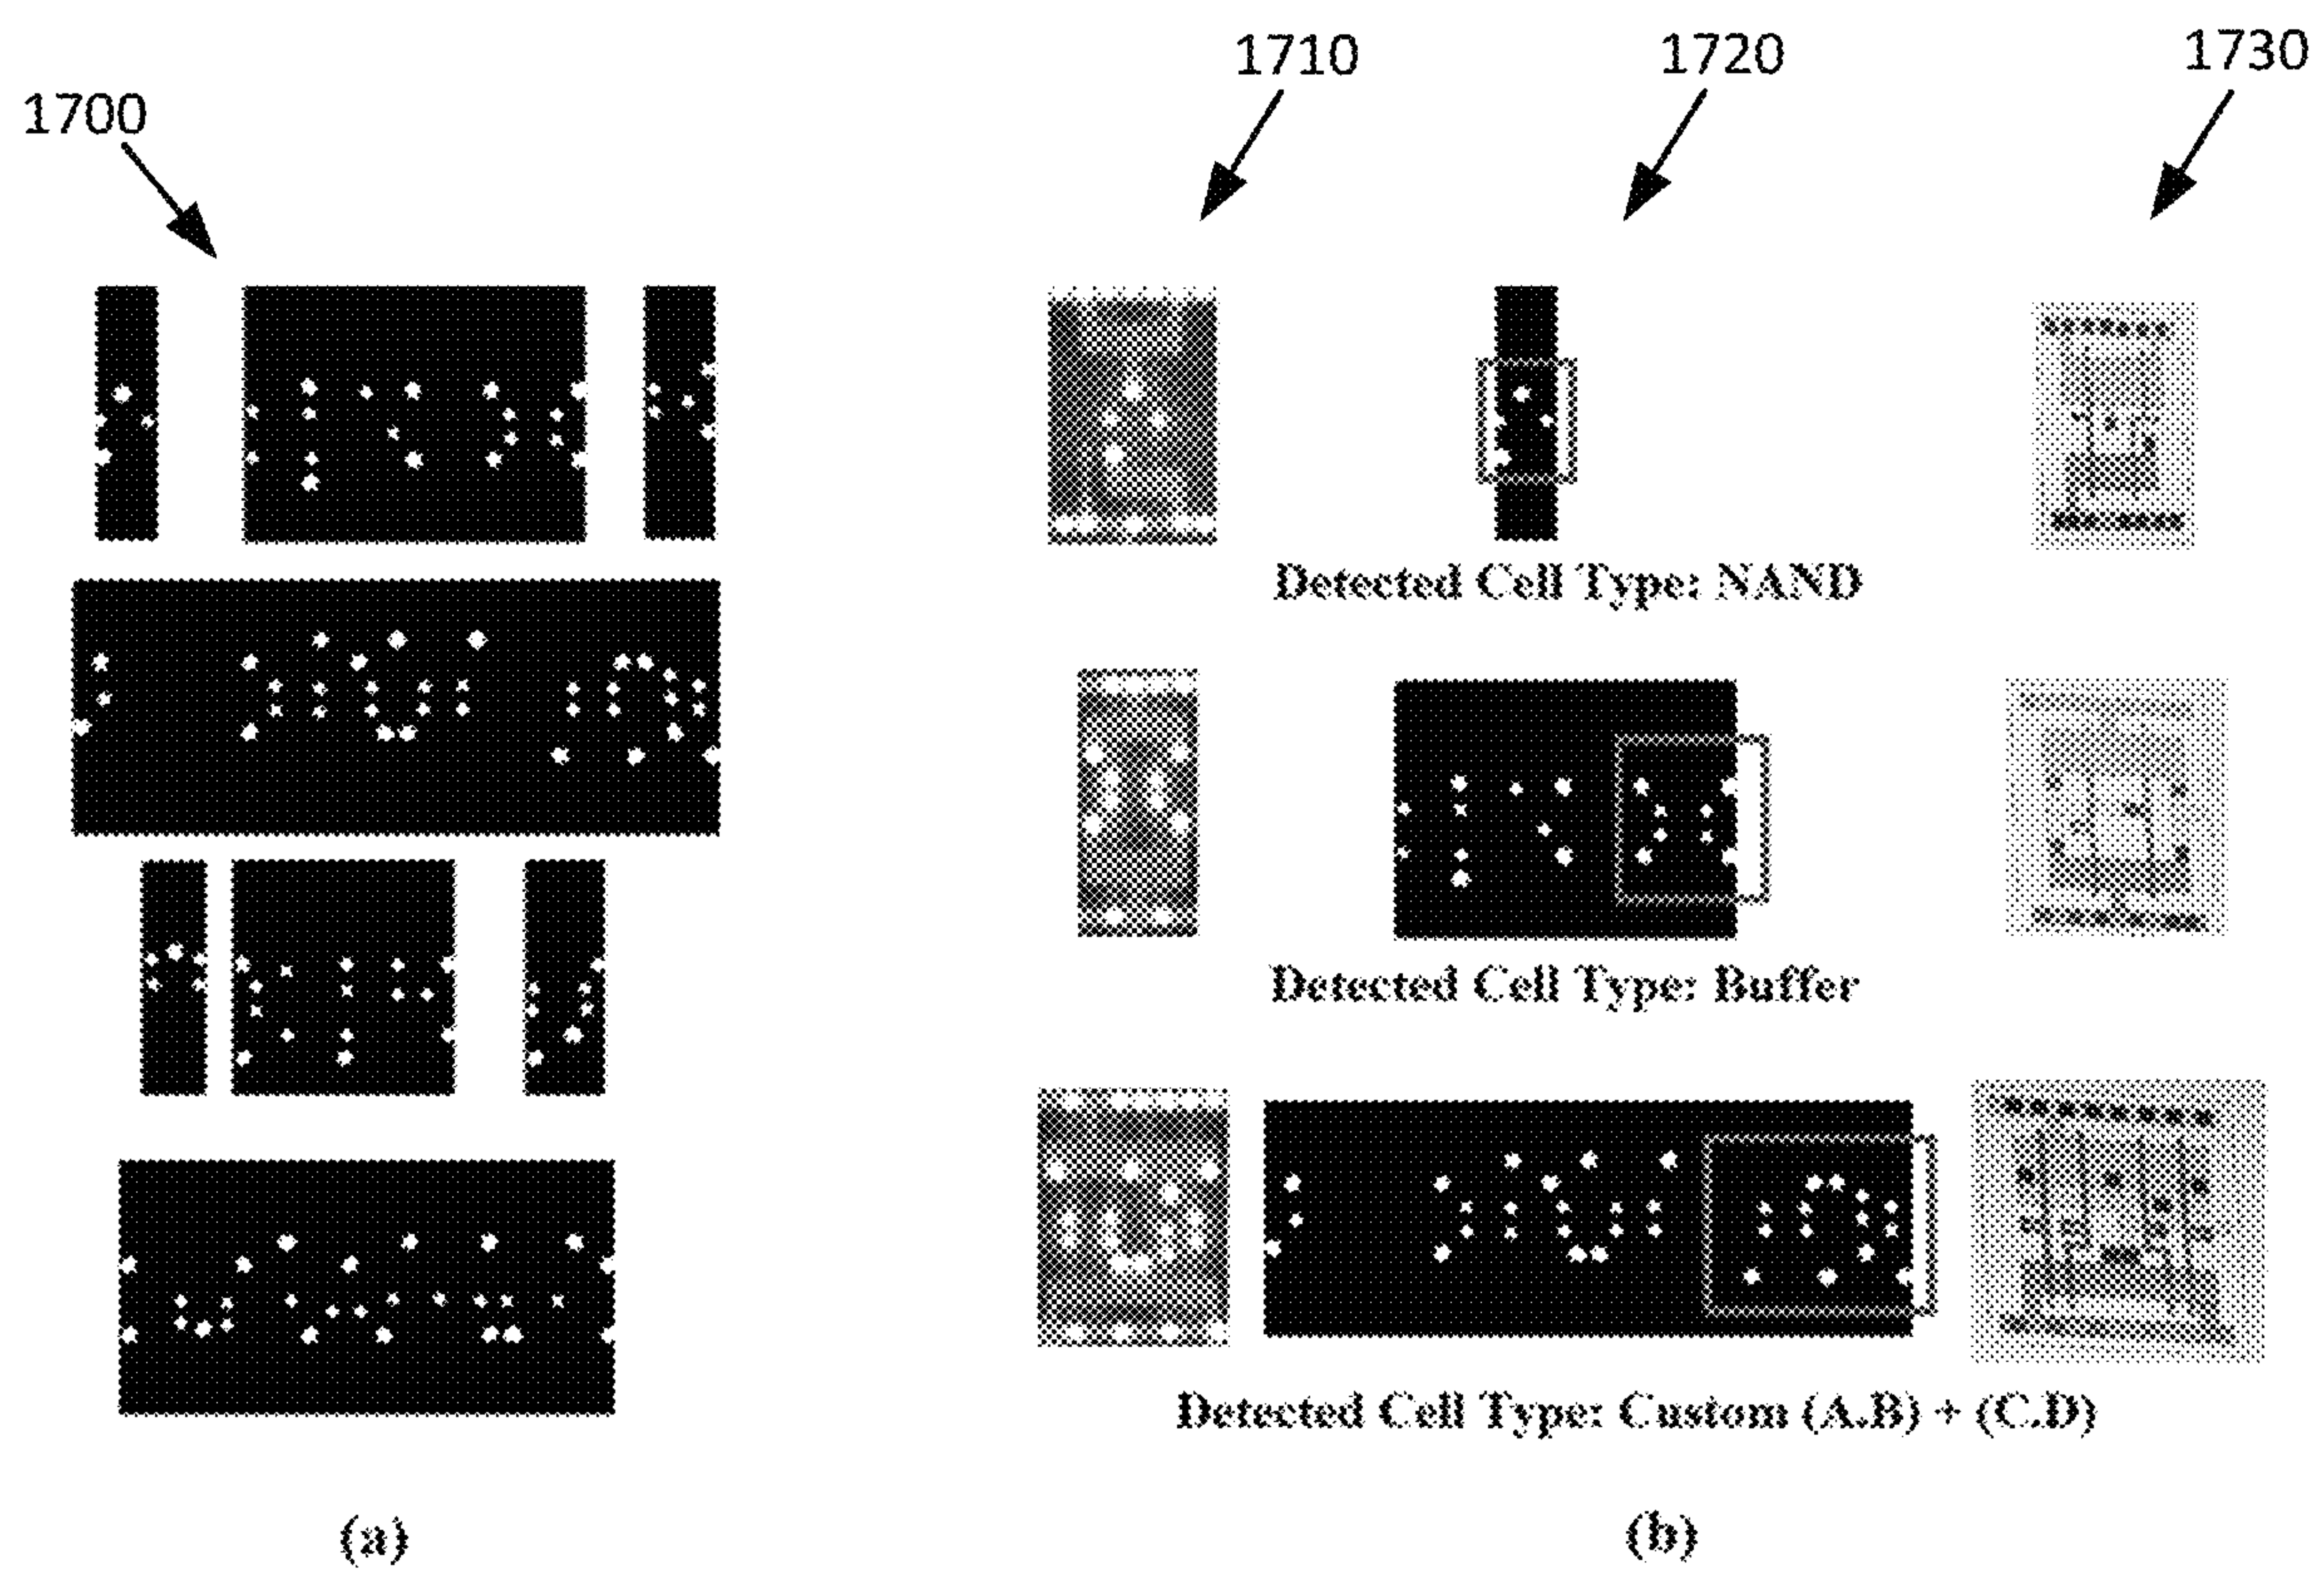 1710 1720 1730
1700
Detected Cell Type: NAND
Detected Cell Type: Buffer
Detected Cell Type: Custom (A.B) + (C.D)
(a) (b)